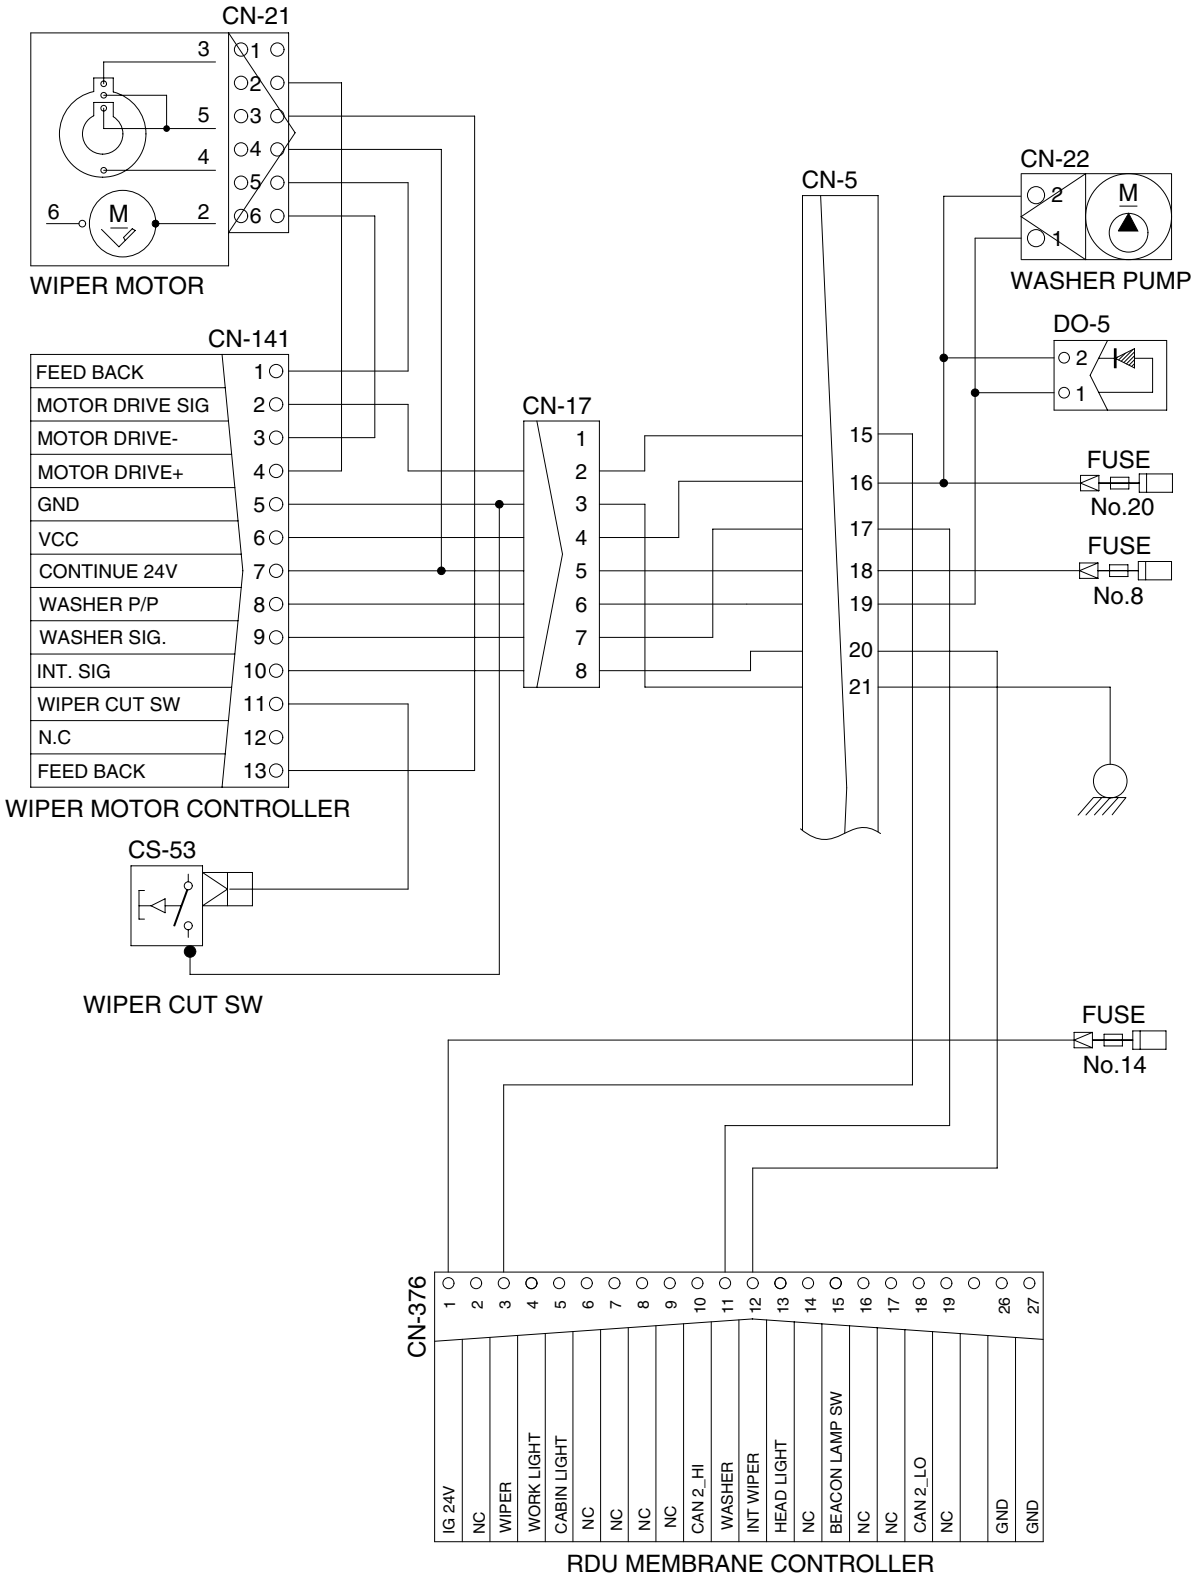 CN-21
3
5
4
6
M
2
1
2
3
4
5
6
WIPER MOTOR
CN-141
FEED BACK 1
MOTOR DRIVE SIG 2
MOTOR DRIVE- 3
MOTOR DRIVE+ 4
GND 5
VCC 6
CONTINUE 24V 7
WASHER P/P 8
WASHER SIG. 9
INT. SIG 10
WIPER CUT SW 11
N.C 12
FEED BACK 13
WIPER MOTOR CONTROLLER
CS-53
WIPER CUT SW
CN-17
1
2
3
4
5
6
7
8
CN-5
15
16
17
18
19
20
21
CN-22
2
1
M
WASHER PUMP
DO-5
2
1
FUSE
No.20
FUSE
No.8
FUSE
No.14
CN-376
1 IG 24V
2 NC
3 WIPER
4 WORK LIGHT
5 CABIN LIGHT
6 NC
7 NC
8 NC
9 NC
10 CAN 2_HI
11 WASHER
12 INT WIPER
13 HEAD LIGHT
14 NC
15 BEACON LAMP SW
16 NC
17 NC
18 CAN 2_LO
19 NC
26 GND
27 GND
RDU MEMBRANE CONTROLLER